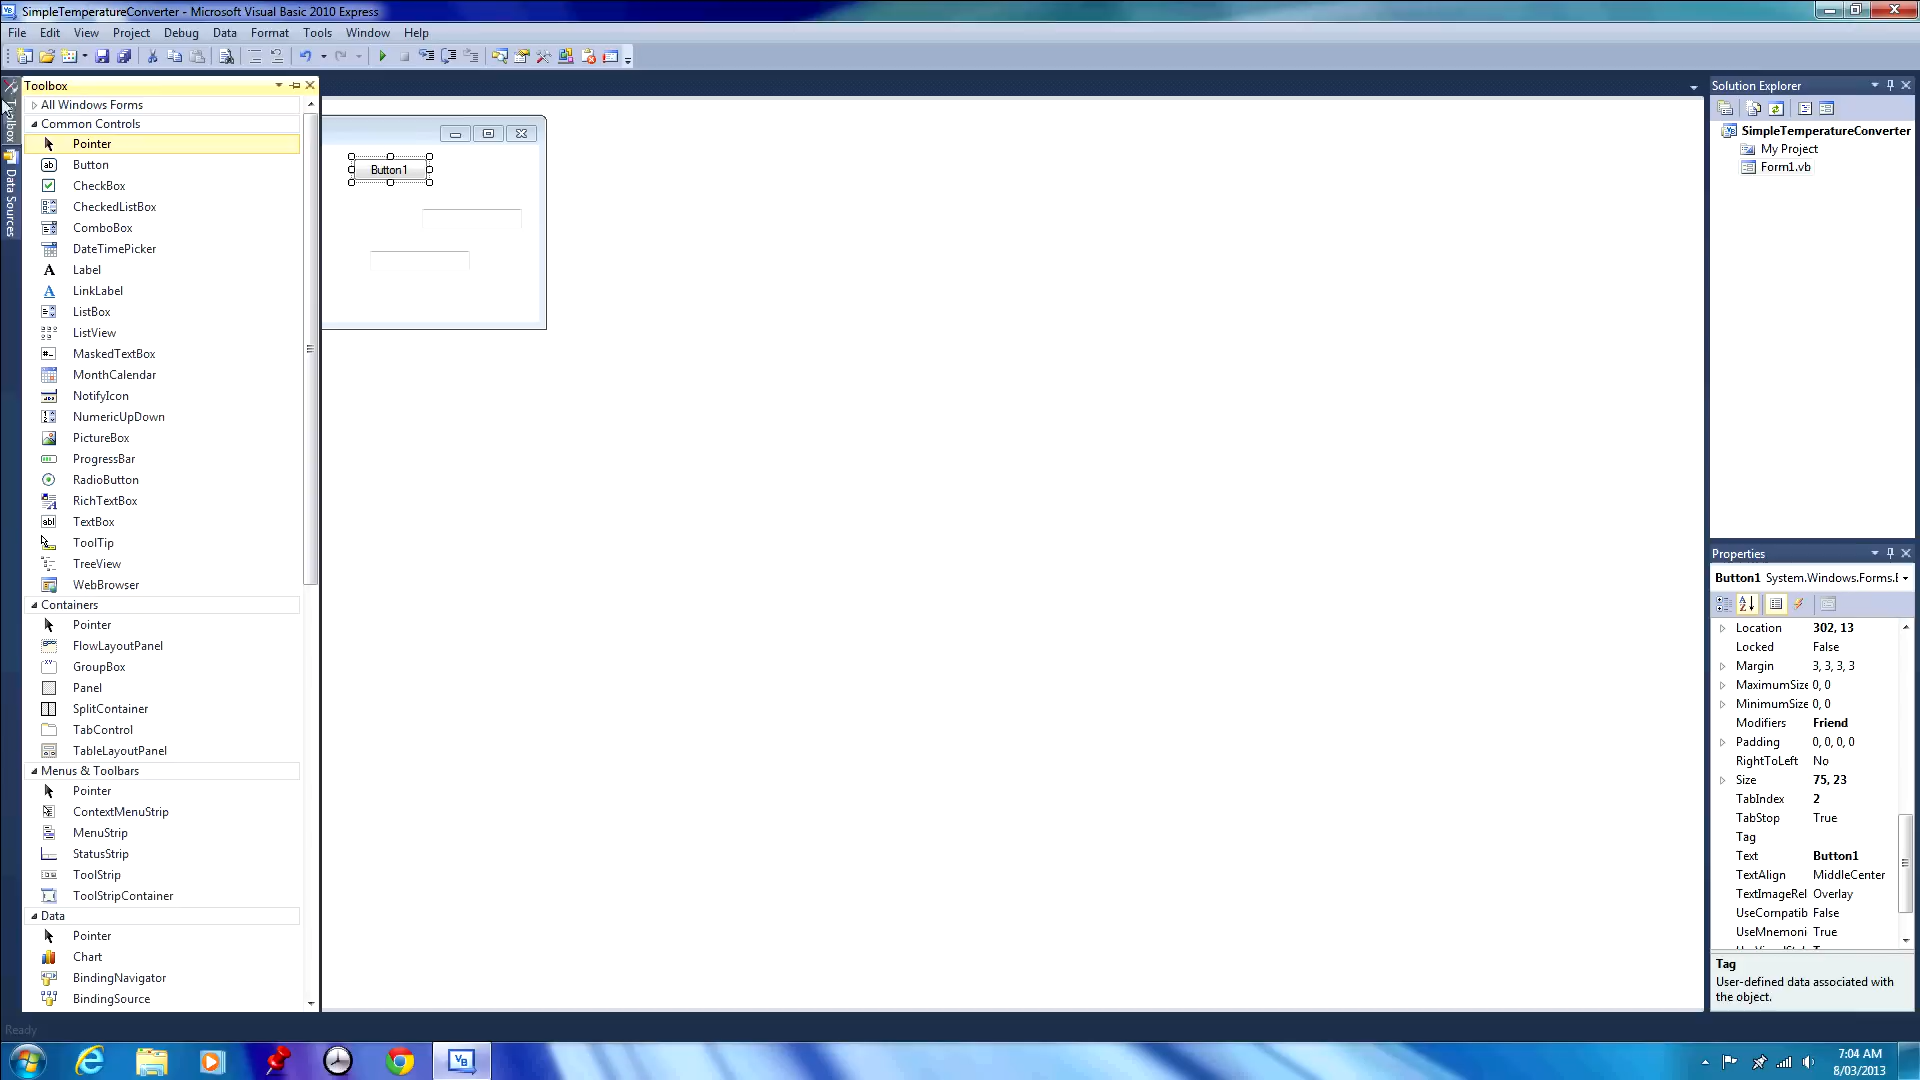 SimpleTemperatureConverter - Microsoft Visual Basic 2010 Express
File Edit View Project Debug Data Format Tools Window Help
Toolbox
Data Sources
Toolbox
All Windows Forms
Common Controls
Pointer
Button
CheckBox
CheckedListBox
ComboBox
DateTimePicker
Label
LinkLabel
ListBox
ListView
MaskedTextBox
MonthCalendar
NotifyIcon
NumericUpDown
PictureBox
ProgressBar
RadioButton
RichTextBox
TextBox
ToolTip
TreeView
WebBrowser
Containers
Pointer
FlowLayoutPanel
GroupBox
Panel
SplitContainer
TabControl
TableLayoutPanel
Menus & Toolbars
Pointer
ContextMenuStrip
MenuStrip
StatusStrip
ToolStrip
ToolStripContainer
Data
Pointer
Chart
BindingNavigator
BindingSource
Button1
Solution Explorer
SimpleTemperatureConverter
My Project
Form1.vb
Properties
Button1 System.Windows.Forms.
Location 302, 13
Locked False
Margin 3, 3, 3, 3
MaximumSize 0, 0
MinimumSize 0, 0
Modifiers Friend
Padding 0, 0, 0, 0
RightToLeft No
Size 75, 23
TabIndex 2
TabStop True
Tag
Text Button1
TextAlign MiddleCenter
TextImageRel Overlay
UseCompatib False
UseMnemoni True
Tag
User-defined data associated with
the object.
Ready
7:04 AM
8/03/2013